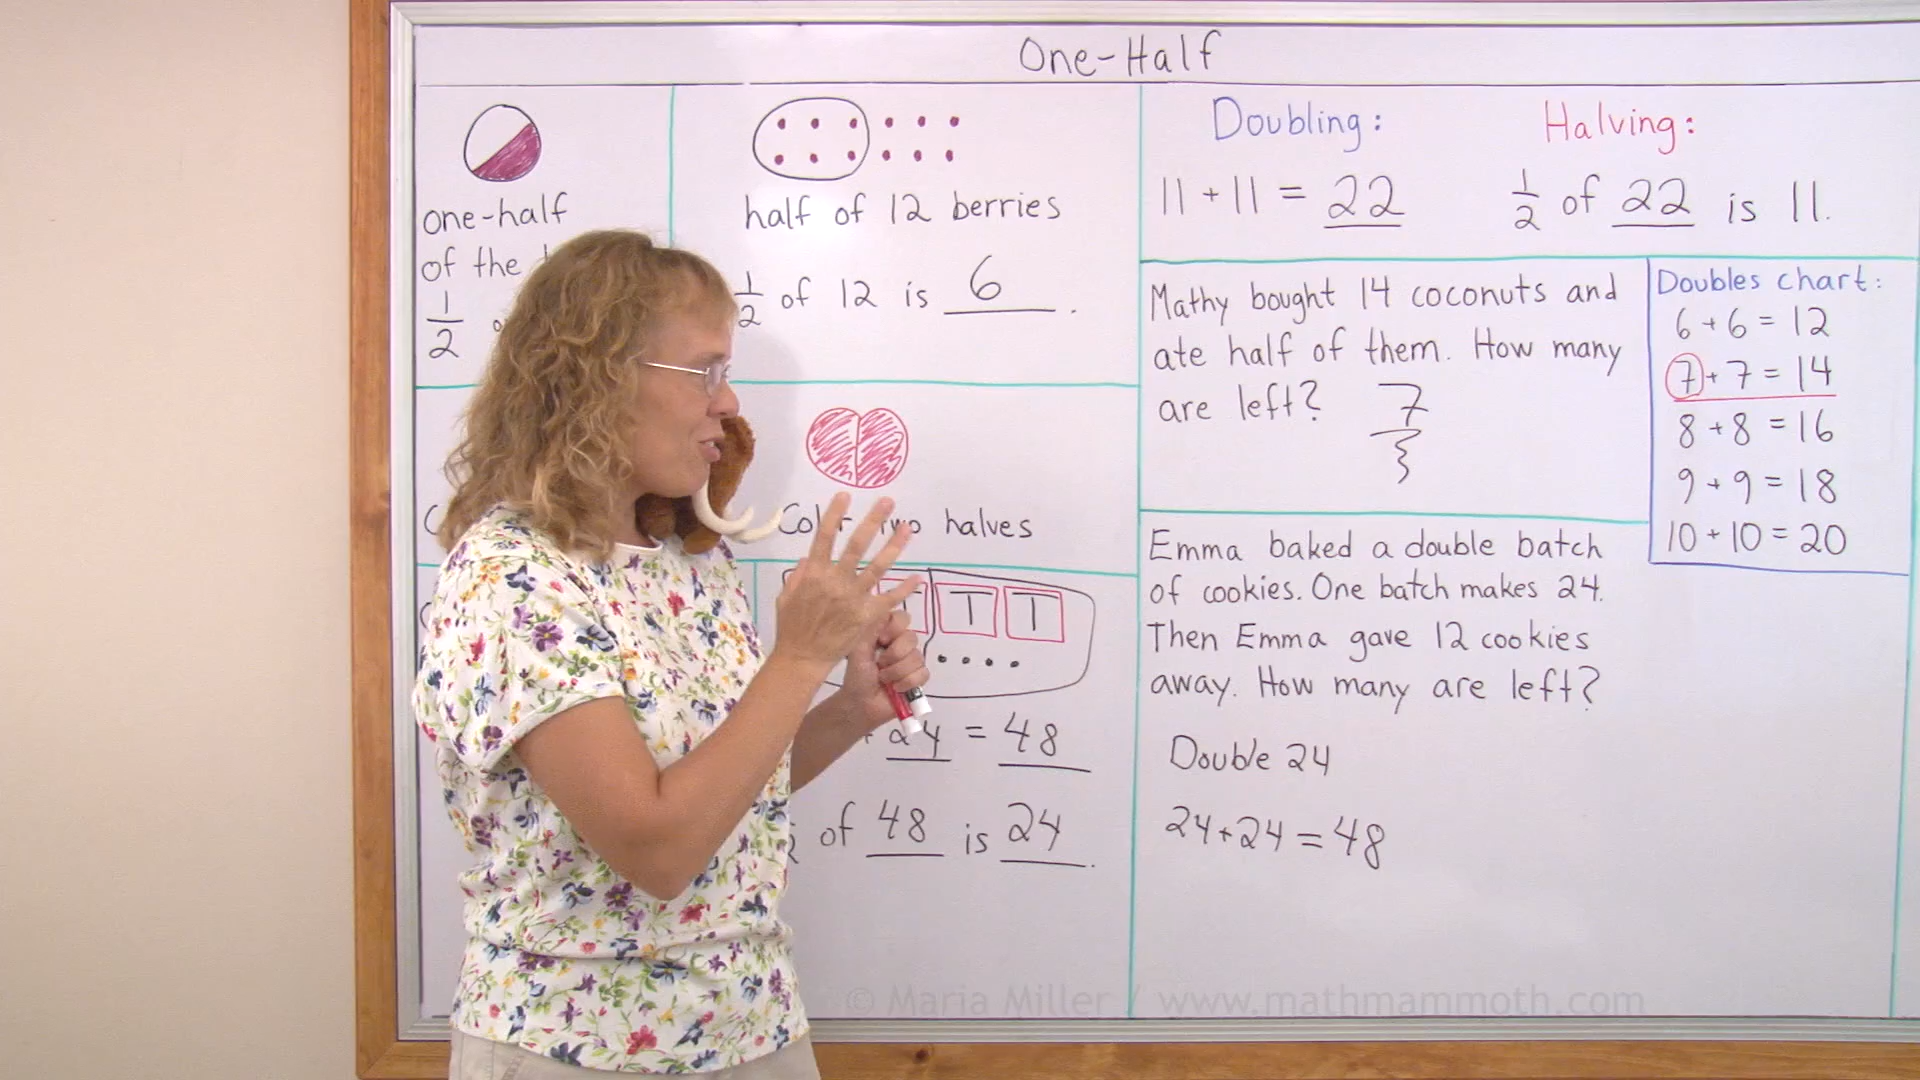 One-Half
one-half
of the
1
2
half of 12 berries
1/2 of 12 is 6.
Color two halves
T T
24 = 48
of 48 is 24.
Doubling:
11 + 11 = 22
Halving:
1/2 of 22 is 11.
Mathy bought 14 coconuts and
ate half of them. How many
are left? 7
Doubles chart:
6 + 6 = 12
7 + 7 = 14
8 + 8 = 16
9 + 9 = 18
10 + 10 = 20
Emma baked a double batch
of cookies. One batch makes 24.
Then Emma gave 12 cookies
away. How many are left?
Double 24
24 + 24 = 48
© Maria Miller / www.mathmammoth.com